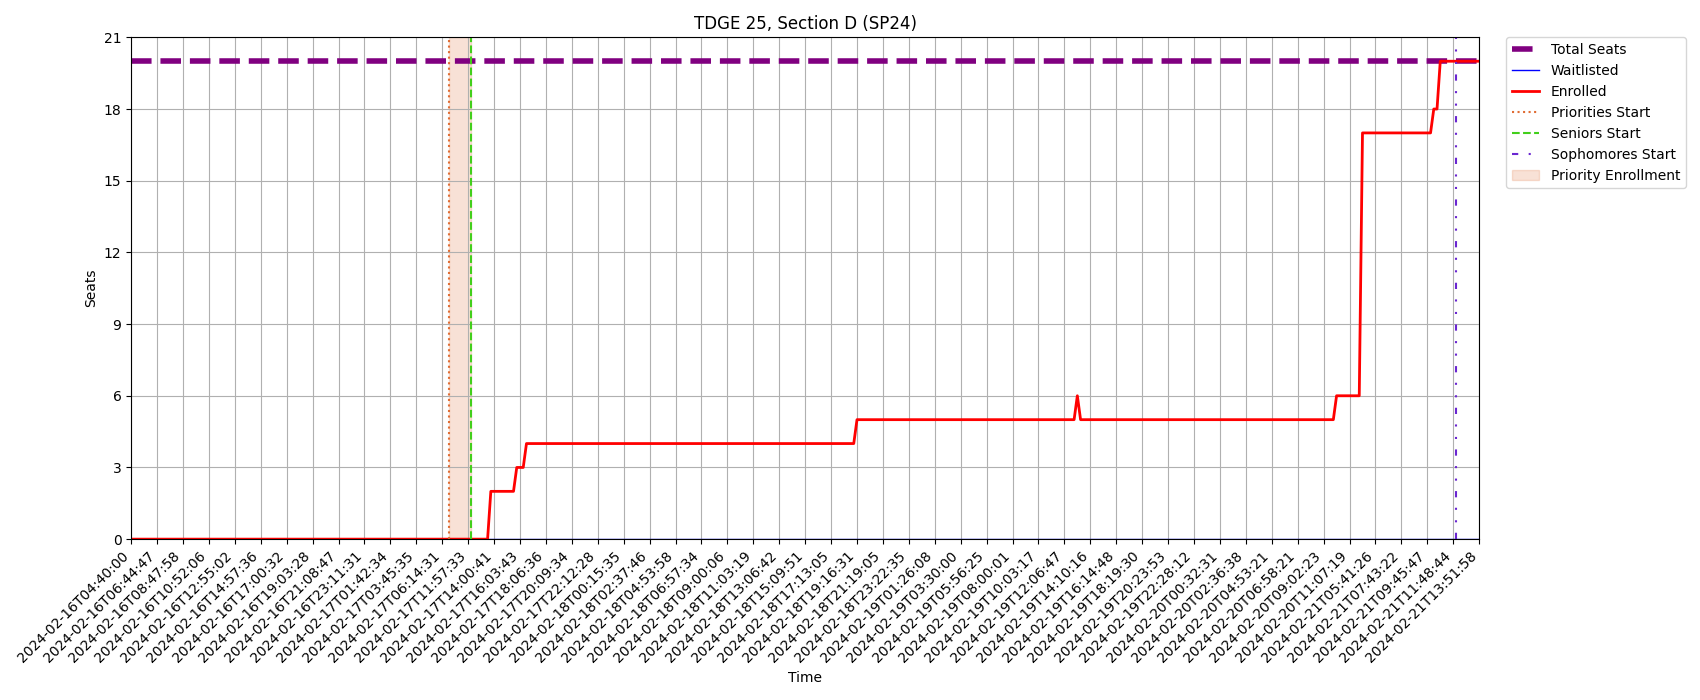 TDGE 25, Section D (SP24)
21
18
15
12
9
6
3
0
Seats
Total Seats
Waitlisted
Enrolled
Priorities Start
Seniors Start
Sophomores Start
Priority Enrollment
2024-02-16T04:40:00
2024-02-16T06:44:47
2024-02-16T08:47:58
2024-02-16T10:52:06
2024-02-16T12:55:02
2024-02-16T14:57:36
2024-02-16T17:00:32
2024-02-16T19:03:28
2024-02-16T21:08:47
2024-02-16T23:11:31
2024-02-17T01:42:34
2024-02-17T03:45:35
2024-02-17T06:14:31
2024-02-17T11:57:33
2024-02-17T14:00:41
2024-02-17T16:03:43
2024-02-17T18:06:36
2024-02-17T20:09:34
2024-02-17T22:12:28
2024-02-18T00:15:35
2024-02-18T02:37:46
2024-02-18T04:53:58
2024-02-18T06:57:34
2024-02-18T09:00:06
2024-02-18T11:03:19
2024-02-18T13:06:42
2024-02-18T15:09:51
2024-02-18T17:13:05
2024-02-18T19:16:31
2024-02-18T21:19:05
2024-02-18T23:22:35
2024-02-19T01:26:08
2024-02-19T03:30:00
2024-02-19T05:56:25
2024-02-19T08:00:01
2024-02-19T10:03:17
2024-02-19T12:06:47
2024-02-19T14:10:16
2024-02-19T16:14:48
2024-02-19T18:19:30
2024-02-19T20:23:53
2024-02-19T22:28:12
2024-02-20T00:32:31
2024-02-20T02:36:38
2024-02-20T04:53:21
2024-02-20T06:58:21
2024-02-20T09:02:23
2024-02-20T11:07:19
2024-02-21T05:41:26
2024-02-21T07:43:22
2024-02-21T09:45:47
2024-02-21T11:48:44
2024-02-21T13:51:58
Time